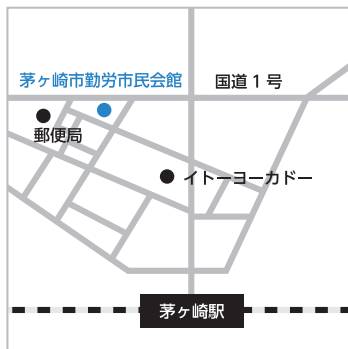 茅ヶ崎市勤労市民会館
国道1号
郵便局
イトーヨーカドー
茅ヶ崎駅